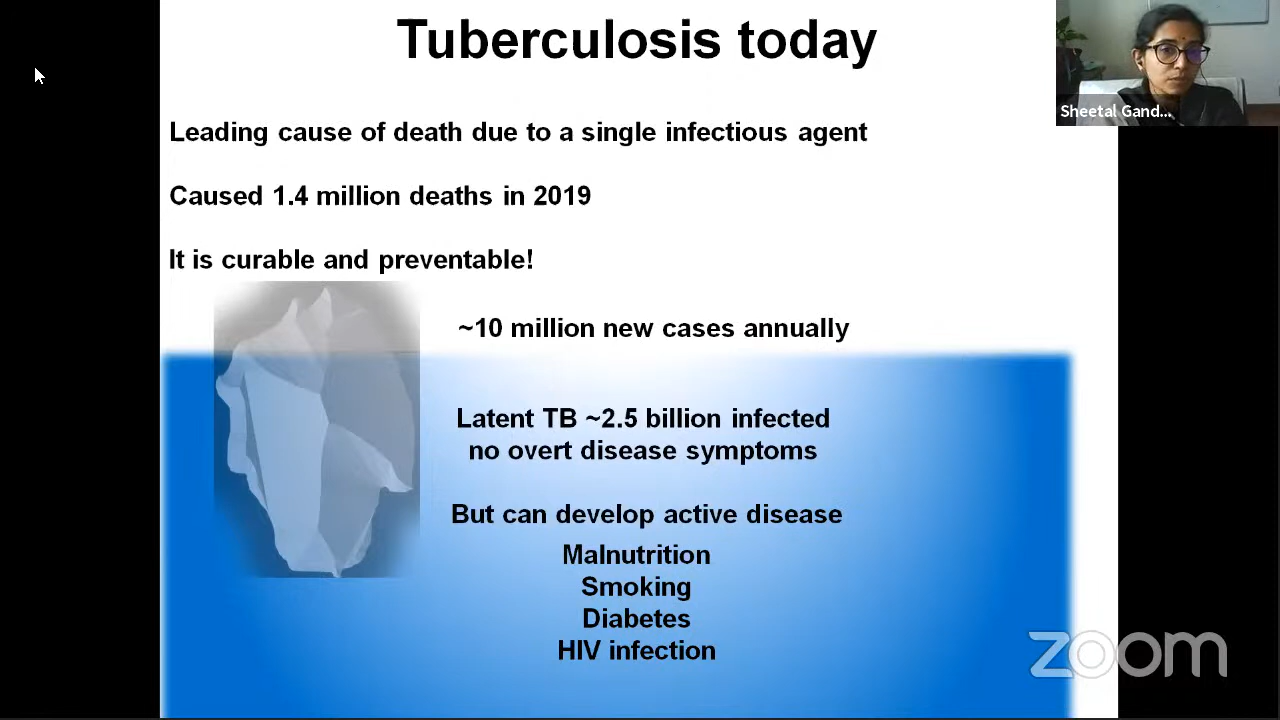 Tuberculosis today
Sheetal Gand...
Leading cause of death due to a single infectious agent
Caused 1.4 million deaths in 2019
It is curable and preventable!
~10 million new cases annually
Latent TB ~2.5 billion infected
no overt disease symptoms
But can develop active disease
Malnutrition
Smoking
Diabetes
HIV infection
zoom